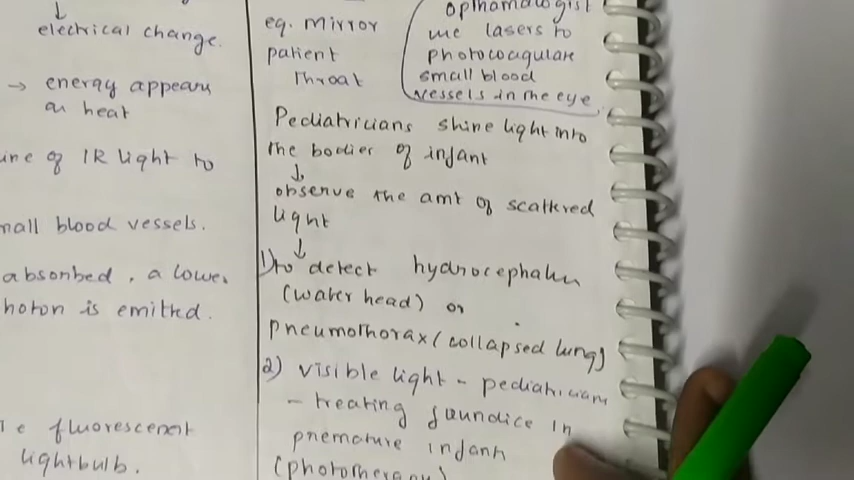 electrical change.
→ energy appears
as heat
ine of IR light to
mall blood vessels.
absorbed, a lower
photon is emitted.
i.e fluorescent
lightbulb.
eg. mirror
patient
Throat
opthamologist
use lasers to
photocoagulate
small blood
vessels in the eye
Pediatricians shine light into
the bodies of infant
↓
observe the amt of scattered
light
↓
1) to detect hydrocephalus
(water head) or
pneumothorax (collapsed lung)
2) visible light - pediatricians
- treating jaundice in
premature infants
(phototherapy)